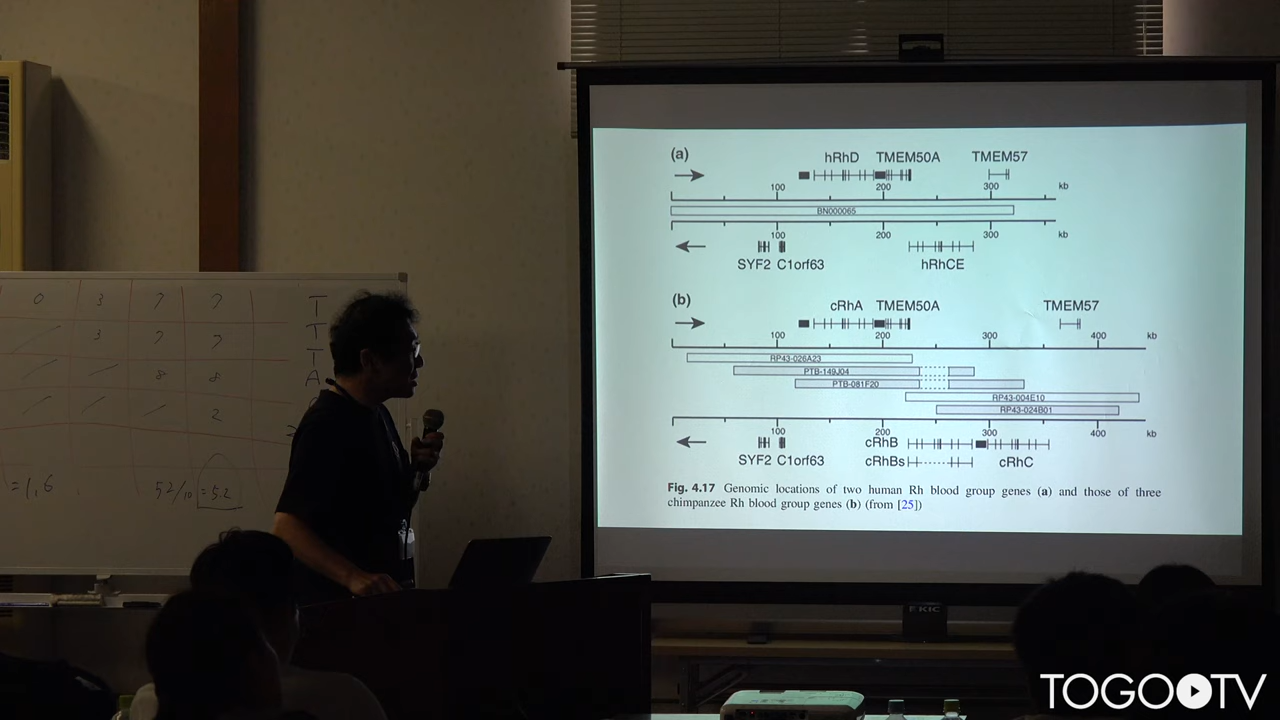 (a)
hRhD TMEM50A TMEM57
100 200 300 kb
BN000065
100 200 300 kb
SYF2 C1orf63 hRhCE
(b)
cRhA TMEM50A TMEM57
100 200 300 400 kb
RP43-026A23
PTB-149J04
PTB-081F20
RP43-004E10
RP43-024B01
100 200 300 400 kb
cRhB
SYF2 C1orf63 cRhBs cRhC
Fig. 4.17 Genomic locations of two human Rh blood group genes (a) and those of three
chimpanzee Rh blood group genes (b) (from [25])
0 3 7 7 T
3 7 7 T
8 8 A
2
=1,6 52/10 =5.2
TOGOTV